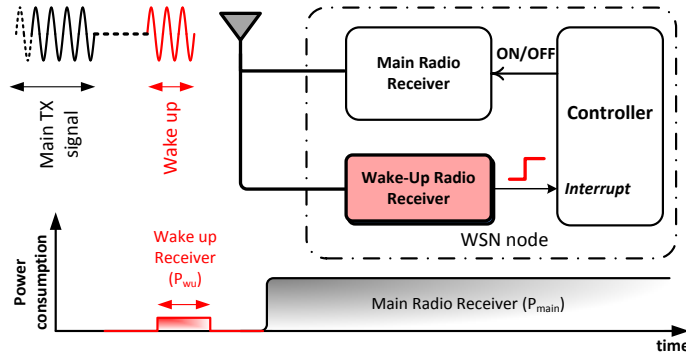 Main TX
signal
Wake up
Main Radio
Receiver
ON/OFF
Controller
Wake-Up Radio
Receiver
Interrupt
WSN node
Power
consumption
Wake up
Receiver
(Pwu)
Main Radio Receiver (Pmain)
time